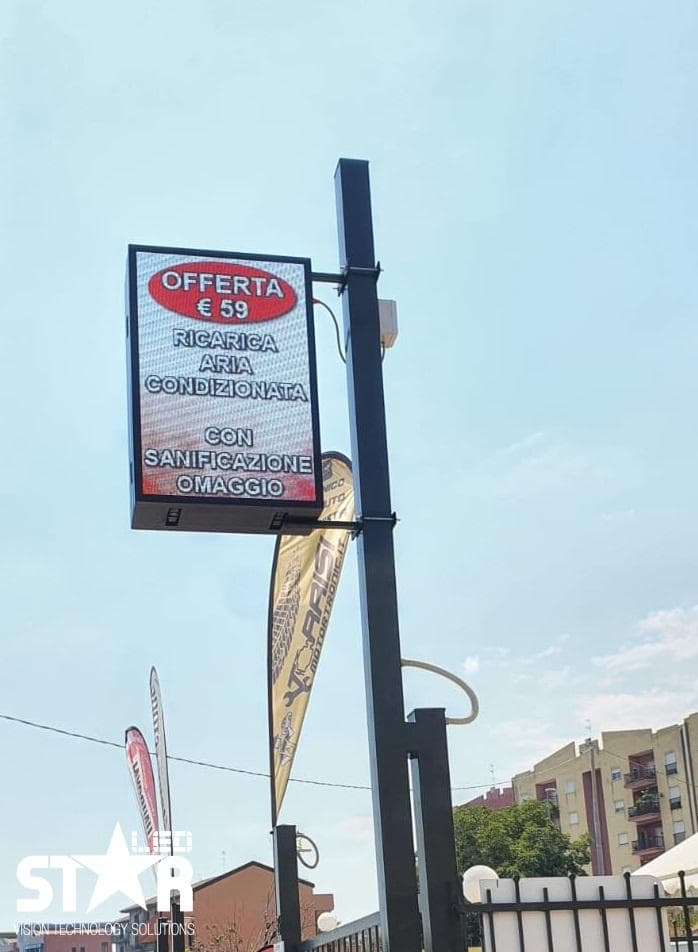 OFFERTA
€ 59
RICARICA
ARIA
CONDIZIONATA
CON
SANIFICAZIONE
OMAGGIO
STAR LED
VISION TECHNOLOGY SOLUTIONS